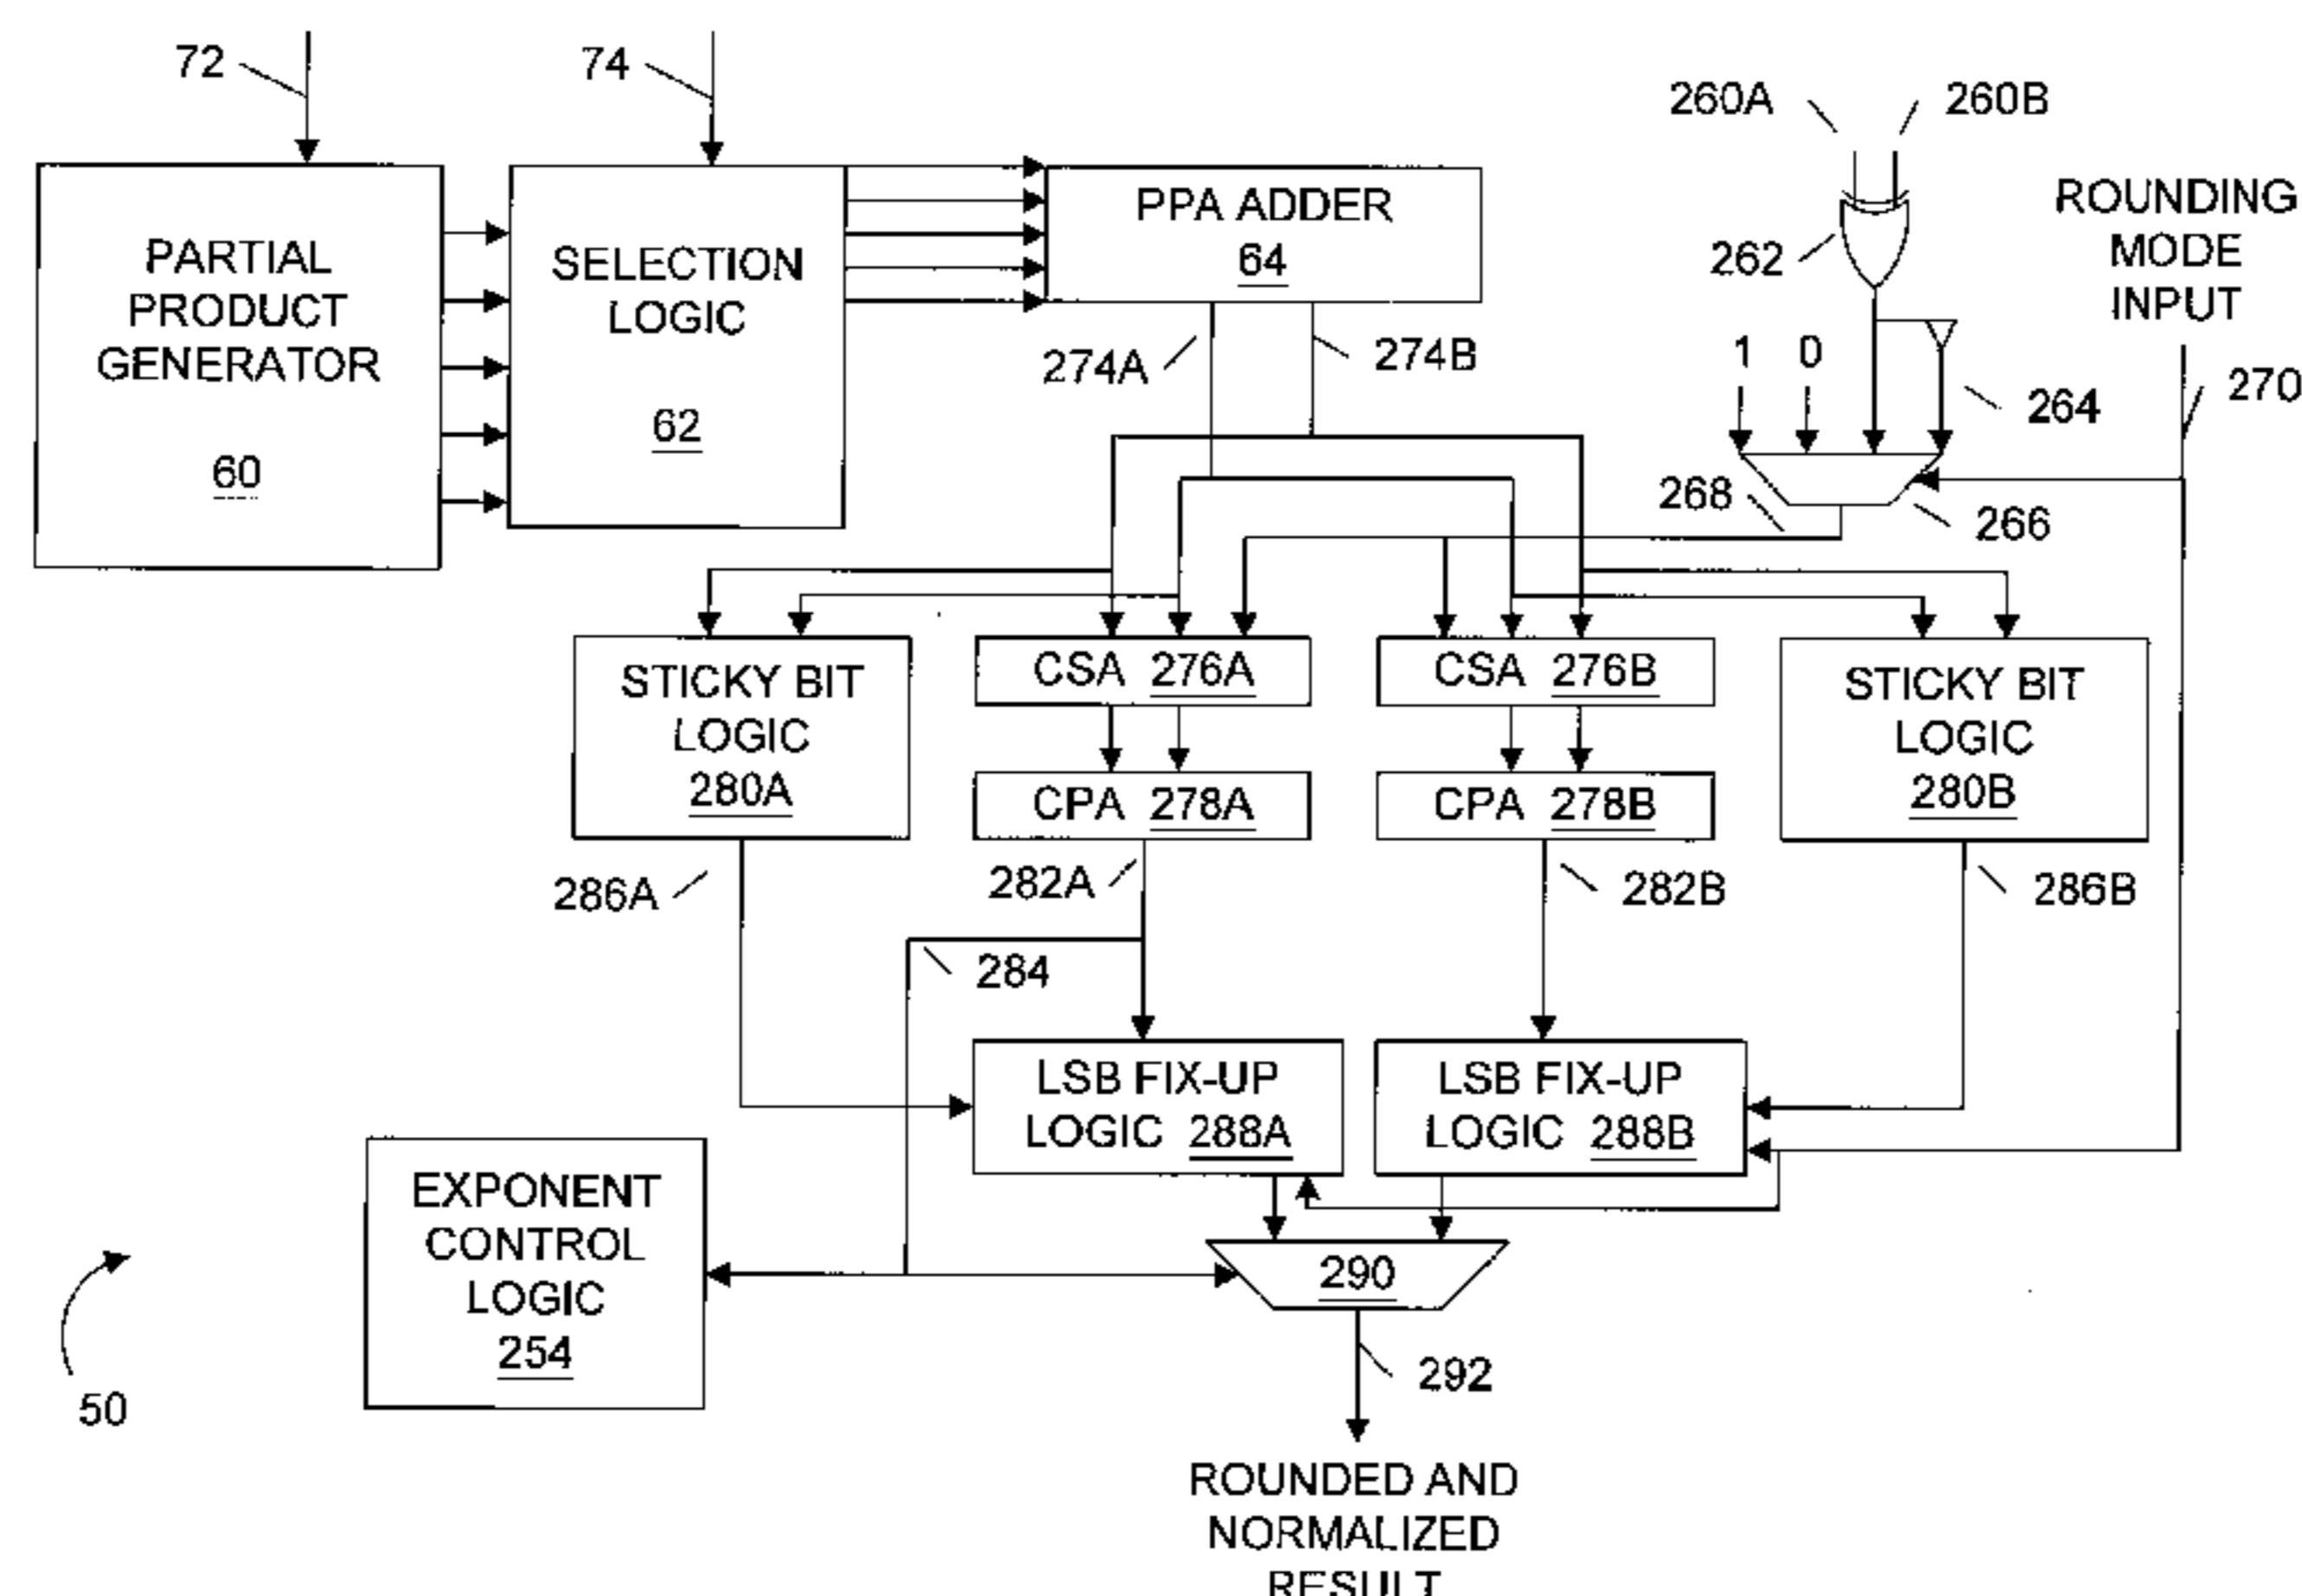 72
74
260A
260B
PARTIAL
PRODUCT
GENERATOR
60
SELECTION
LOGIC
62
PPA ADDER
64
262
ROUNDING
MODE
INPUT
274A
274B
1 0
264
270
268
266
STICKY BIT
LOGIC
280A
CSA 276A
CSA 276B
STICKY BIT
LOGIC
280B
CPA 278A
CPA 278B
286A
282A
282B
286B
284
LSB FIX-UP
LOGIC 288A
LSB FIX-UP
LOGIC 288B
EXPONENT
CONTROL
LOGIC
254
290
50
292
ROUNDED AND
NORMALIZED
RESULT